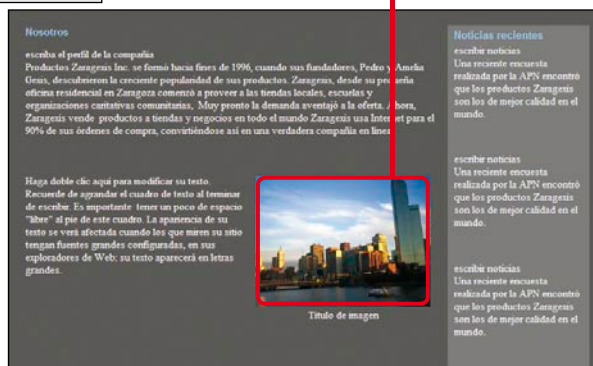 Nosotros
escriba el perfil de la compañia
Productos Zaragexis Inc. se formó hacia fines de 1996, cuando sus fundadores, Pedro y Amelia
Gexis, descubrieron la creciente popularidad de sus productos. Zaragexis, desde su pequeña
oficina residencial en Zaragoza comenzó a proveer a las tiendas locales, escuelas y
organizaciones caritativas comunitarias, Muy pronto la demanda aventajó a la oferta. Ahora,
Zaragexis vende productos a tiendas y negocios en todo el mundo Zaragexis usa Internet para el
90% de sus órdenes de compra, convirtiéndose así en una verdadera compañía en línea.
Haga doble clic aquí para modificar su texto.
Recuerde de agrandar el cuadro de texto al terminar
de escribir. Es importante tener un poco de espacio
"libre" al pie de este cuadro. La apariencia de su
texto se verá afectada cuando los que miren su sitio
tengan fuentes grandes configuradas, en sus
exploradores de Web; su texto aparecerá en letras
grandes.
Título de imagen
Noticias recientes
escribir noticias
Una reciente encuesta
realizada por la APN encontró
que los productos Zaragexis
son los de mejor calidad en el
mundo.
escribir noticias
Una reciente encuesta
realizada por la APN encontró
que los productos Zaragexis
son los de mejor calidad en el
mundo.
escribir noticias
Una reciente encuesta
realizada por la APN encontró
que los productos Zaragexis
son los de mejor calidad en el
mundo.